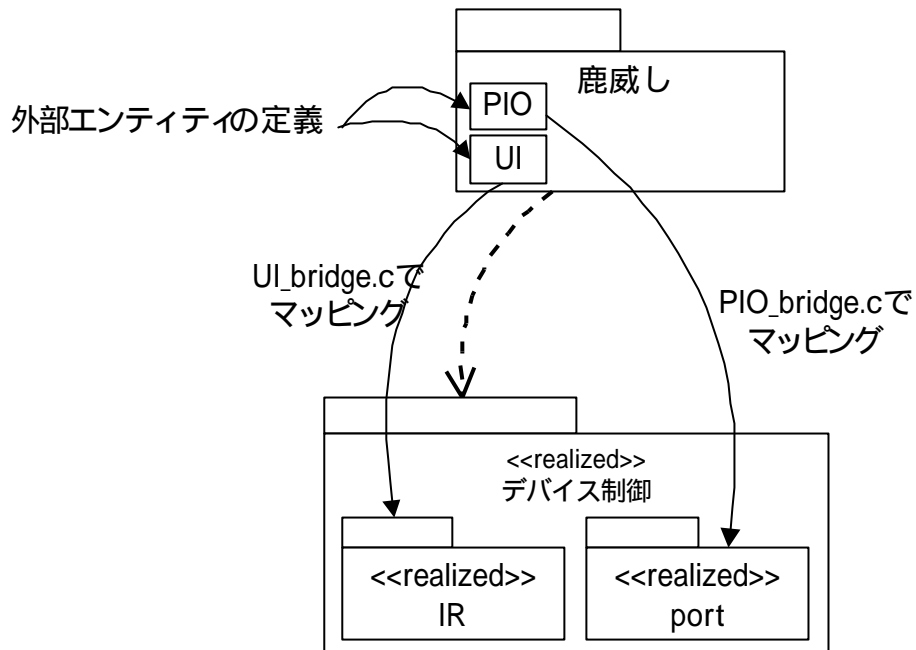 鹿威し
PIO
外部エンティティの定義
UI
UI_bridge.cで
マッピング
PIO_bridge.cで
マッピング
<<realized>>
デバイス制御
<<realized>>
IR
<<realized>>
port